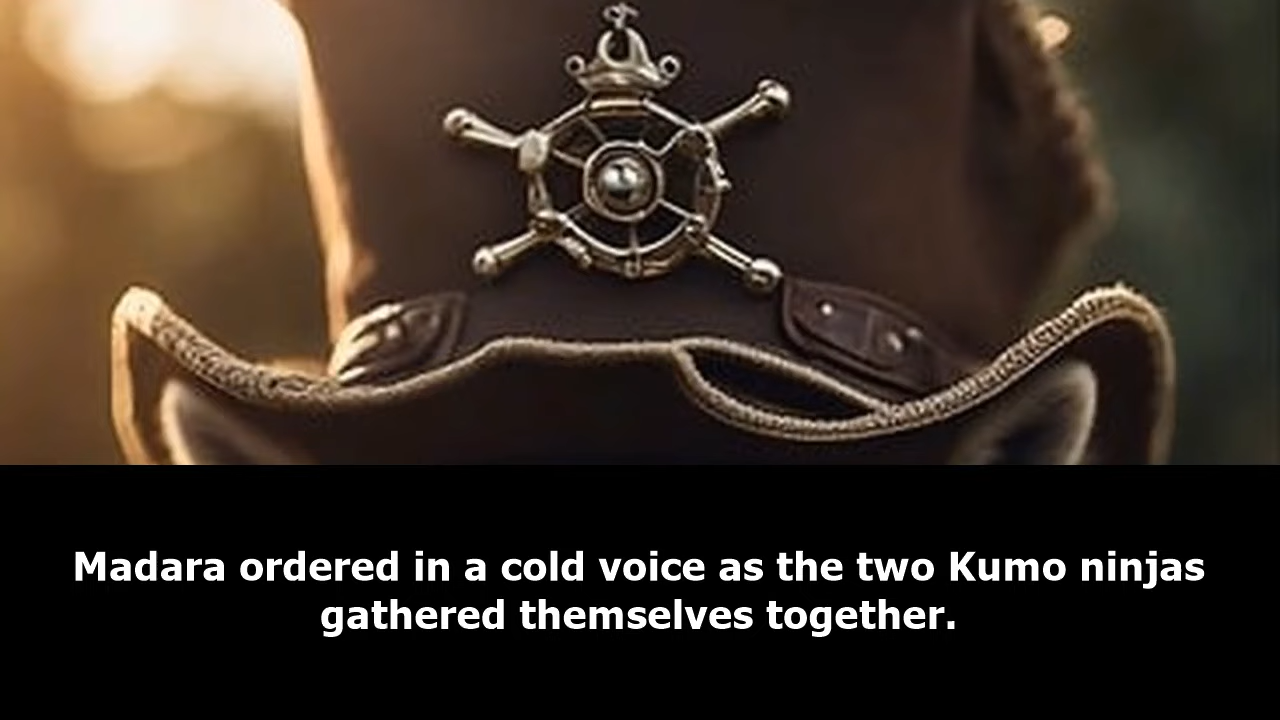 Madara ordered in a cold voice as the two Kumo ninjas
gathered themselves together.